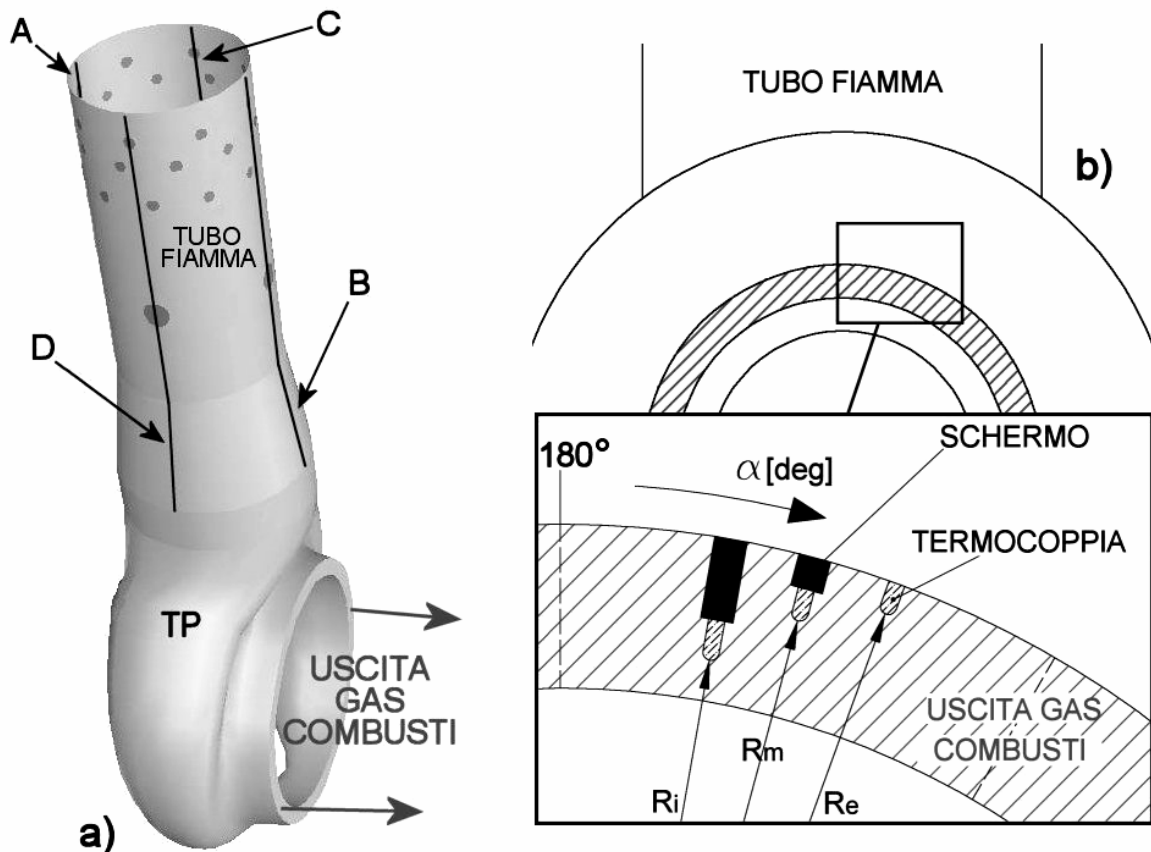 A
C
TUBO
FIAMMA
B
D
TP
USCITA
GAS
COMBUSTI
a)
TUBO FIAMMA
b)
SCHERMO
180°
α [deg]
TERMOCOPPIA
USCITA GAS
COMBUSTI
Rm
Ri
Re